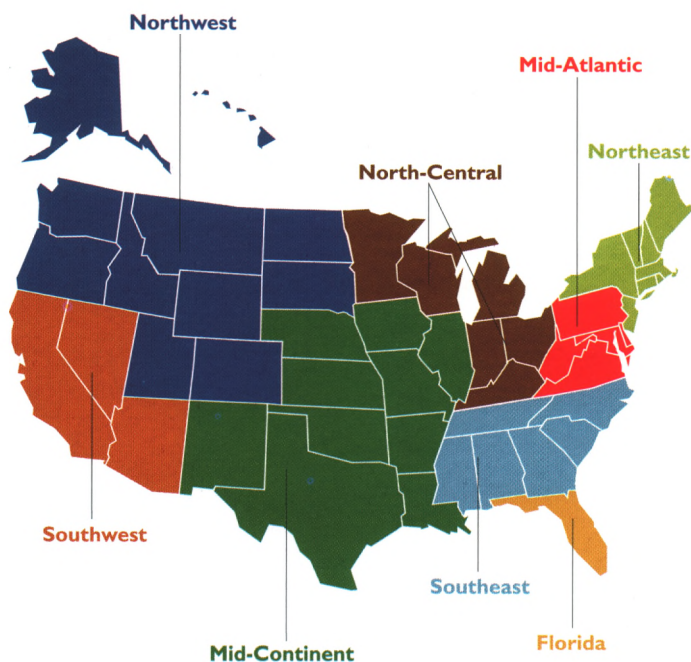 Northwest
Mid-Atlantic
Northeast
North-Central
Southwest
Southeast
Florida
Mid-Continent